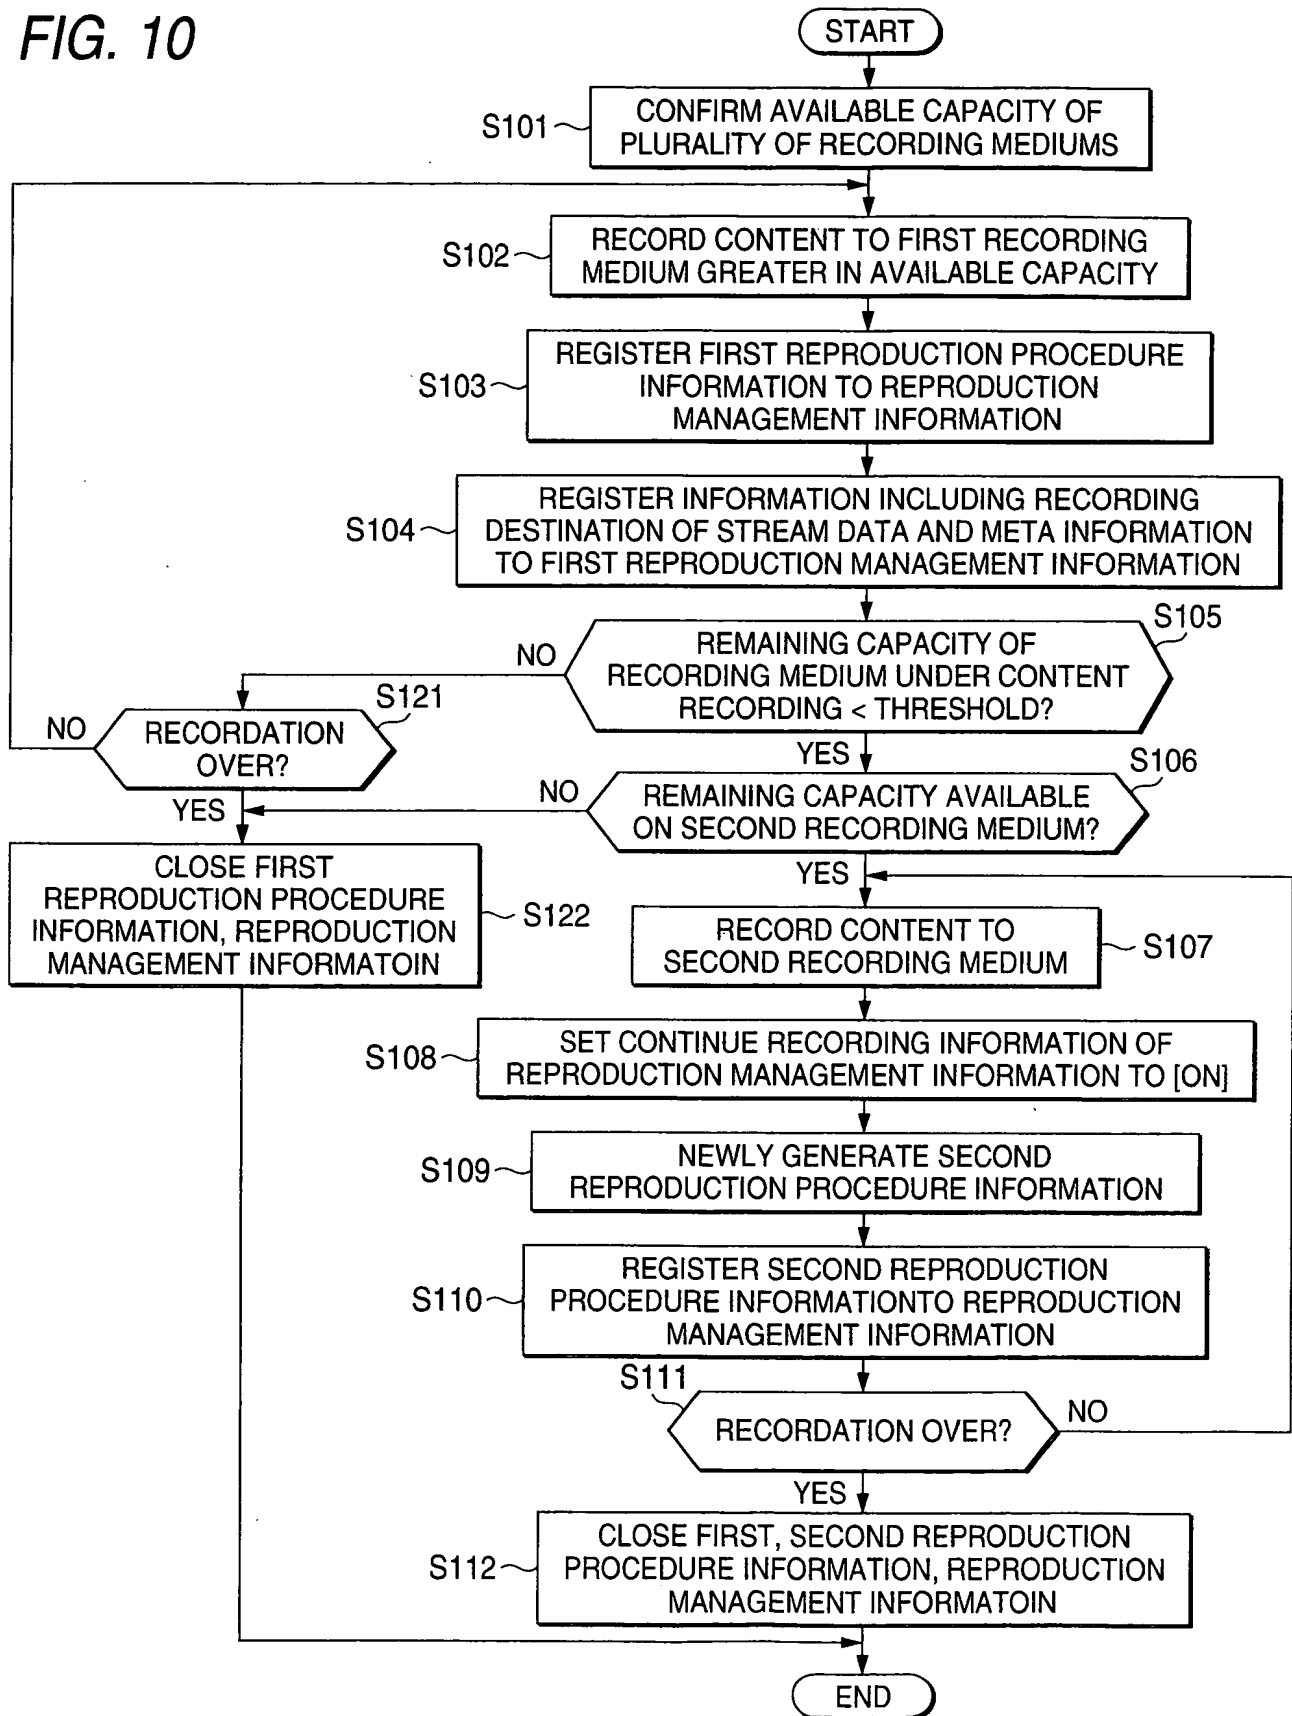 FIG. 10
START
S101
CONFIRM AVAILABLE CAPACITY OF
PLURALITY OF RECORDING MEDIUMS
S102
RECORD CONTENT TO FIRST RECORDING
MEDIUM GREATER IN AVAILABLE CAPACITY
S103
REGISTER FIRST REPRODUCTION PROCEDURE
INFORMATION TO REPRODUCTION
MANAGEMENT INFORMATION
S104
REGISTER INFORMATION INCLUDING RECORDING
DESTINATION OF STREAM DATA AND META INFORMATION
TO FIRST REPRODUCTION MANAGEMENT INFORMATION
S105
REMAINING CAPACITY OF
RECORDING MEDIUM UNDER CONTENT
RECORDING < THRESHOLD?
NO
YES
S121
RECORDATION
OVER?
NO
YES
S106
REMAINING CAPACITY AVAILABLE
ON SECOND RECORDING MEDIUM?
NO
YES
CLOSE FIRST
REPRODUCTION PROCEDURE
INFORMATION, REPRODUCTION
MANAGEMENT INFORMATOIN
S122
RECORD CONTENT TO
SECOND RECORDING MEDIUM
S107
S108
SET CONTINUE RECORDING INFORMATION OF
REPRODUCTION MANAGEMENT INFORMATION TO [ON]
S109
NEWLY GENERATE SECOND
REPRODUCTION PROCEDURE INFORMATION
S110
REGISTER SECOND REPRODUCTION
PROCEDURE INFORMATIONTO REPRODUCTION
MANAGEMENT INFORMATION
S111
RECORDATION OVER?
NO
YES
S112
CLOSE FIRST, SECOND REPRODUCTION
PROCEDURE INFORMATION, REPRODUCTION
MANAGEMENT INFORMATOIN
END